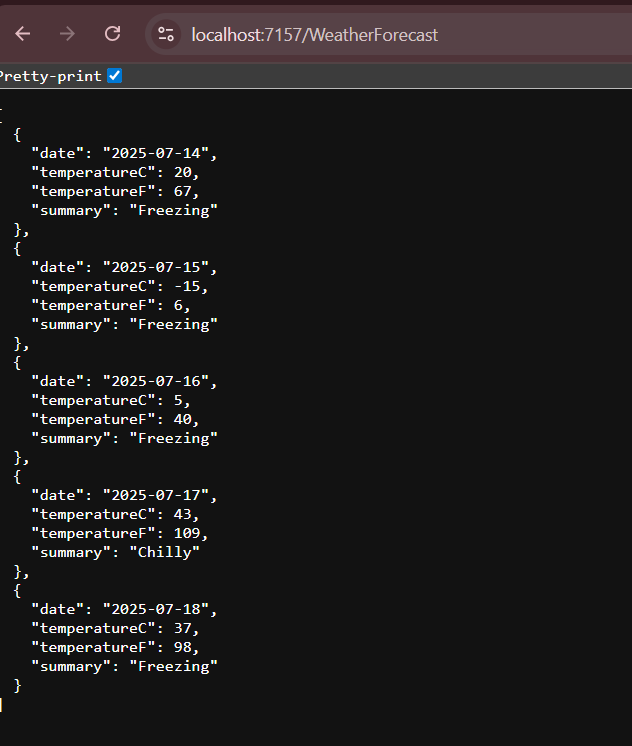 localhost:7157/WeatherForecast
Pretty-print
[
{
"date": "2025-07-14",
"temperatureC": 20,
"temperatureF": 67,
"summary": "Freezing"
},
{
"date": "2025-07-15",
"temperatureC": -15,
"temperatureF": 6,
"summary": "Freezing"
},
{
"date": "2025-07-16",
"temperatureC": 5,
"temperatureF": 40,
"summary": "Freezing"
},
{
"date": "2025-07-17",
"temperatureC": 43,
"temperatureF": 109,
"summary": "Chilly"
},
{
"date": "2025-07-18",
"temperatureC": 37,
"temperatureF": 98,
"summary": "Freezing"
}
]